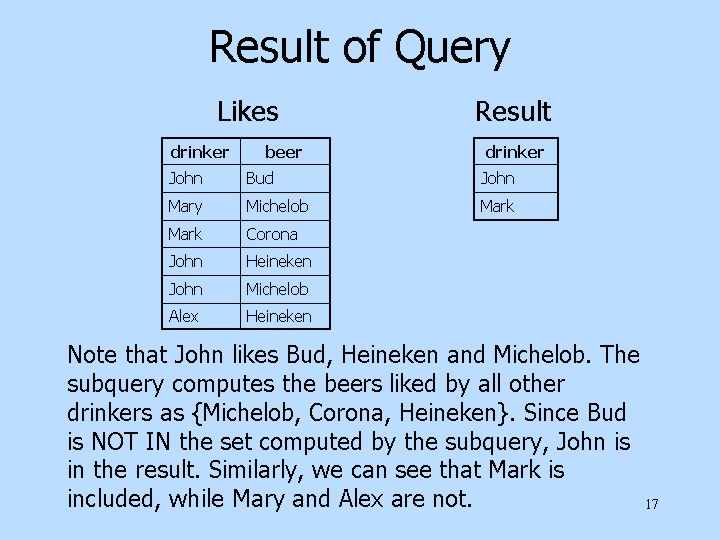 Result of Query
Likes Result
drinker beer drinker
John Bud John
Mary Michelob Mark
Mark Corona
John Heineken
John Michelob
Alex Heineken
Note that John likes Bud, Heineken and Michelob. The
subquery computes the beers liked by all other
drinkers as {Michelob, Corona, Heineken}. Since Bud
is NOT IN the set computed by the subquery, John is
in the result. Similarly, we can see that Mark is
included, while Mary and Alex are not.
17